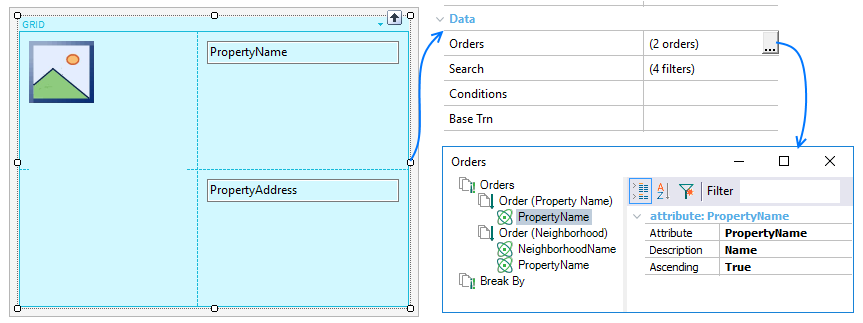 GRID
PropertyName
PropertyAddress
Data
Orders (2 orders) ...
Search (4 filters)
Conditions
Base Trn
Orders
Orders
Order (Property Name)
PropertyName
Order (Neighborhood)
NeighborhoodName
PropertyName
Break By
A Z Filter
attribute: PropertyName
Attribute PropertyName
Description Name
Ascending True